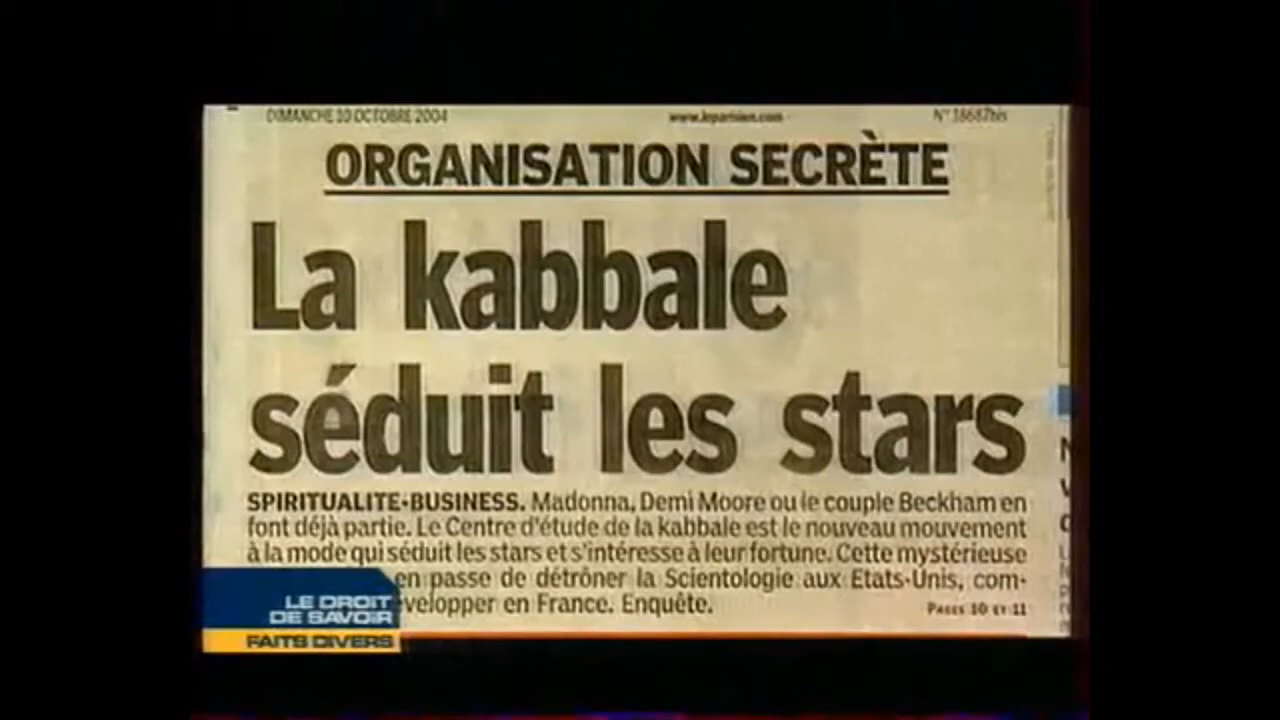 DIMANCHE 10 OCTOBRE 2004 www.leparisien.com N° 18687bis
ORGANISATION SECRÈTE
La kabbale
séduit les stars
SPIRITUALITE-BUSINESS. Madonna, Demi Moore ou le couple Beckham en
font déjà partie. Le Centre d'étude de la kabbale est le nouveau mouvement
à la mode qui séduit les stars et s'intéresse à leur fortune. Cette mystérieuse
en passe de détrôner la Scientologie aux Etats-Unis, com-
velopper en France. Enquête. PAGES 10 ET 11
LE DROIT
DE SAVOIR
FAITS DIVERS